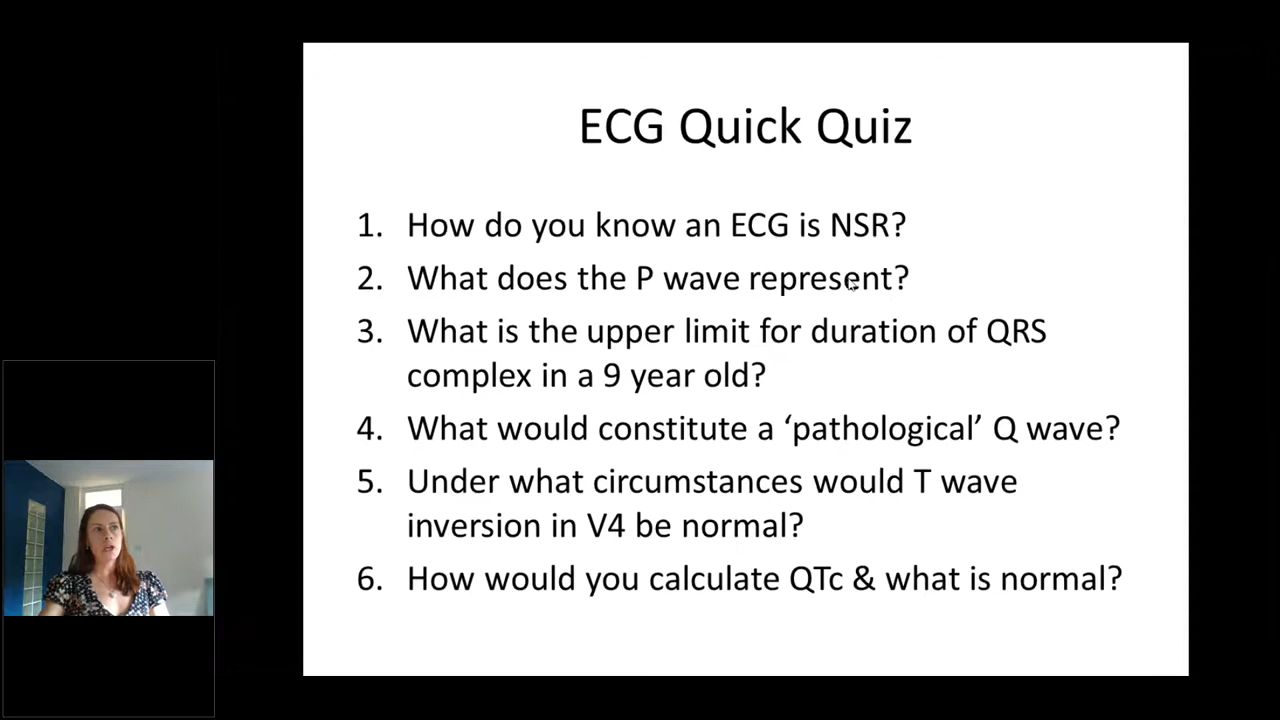 ECG Quick Quiz
1. How do you know an ECG is NSR?
2. What does the P wave represent?
3. What is the upper limit for duration of QRS
complex in a 9 year old?
4. What would constitute a ‘pathological’ Q wave?
5. Under what circumstances would T wave
inversion in V4 be normal?
6. How would you calculate QTc & what is normal?